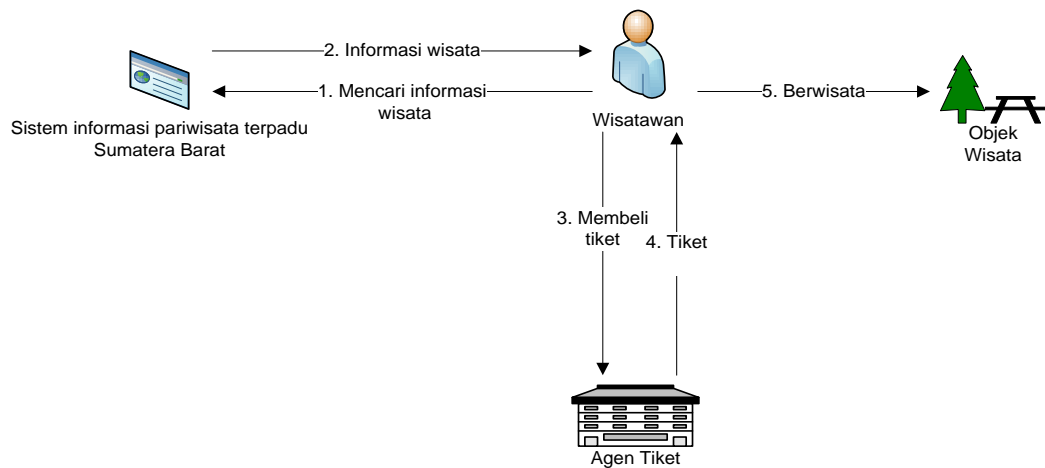 2. Informasi wisata
1. Mencari informasi
wisata
Sistem informasi pariwisata terpadu
Sumatera Barat
Wisatawan
5. Berwisata
Objek
Wisata
3. Membeli
tiket
4. Tiket
Agen Tiket